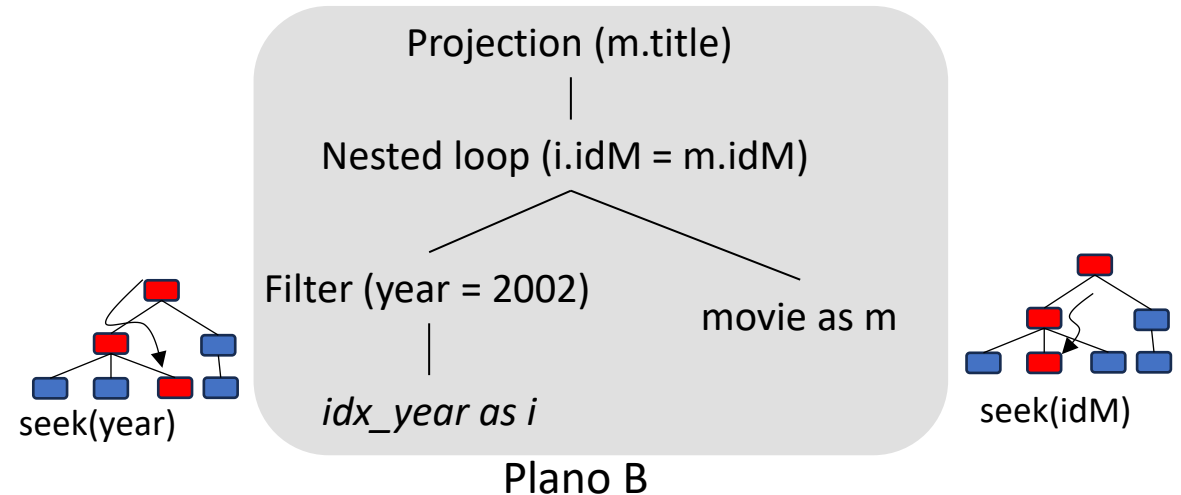 Projection (m.title)
Nested loop (i.idM = m.idM)
Filter (year = 2002)
movie as m
idx_year as i
seek(year)
seek(idM)
Plano B